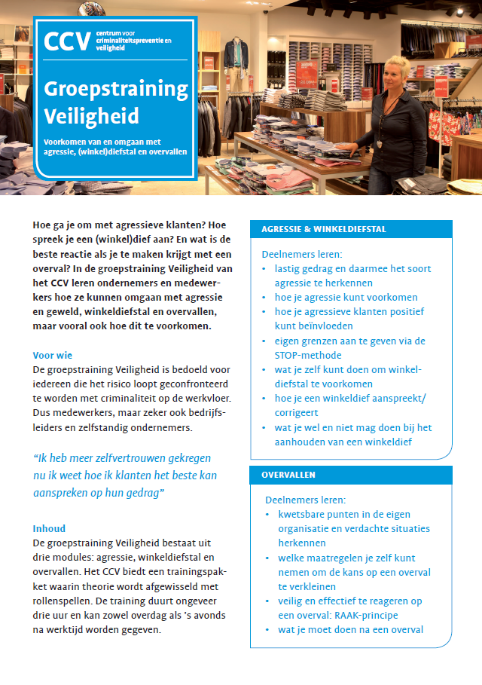 CCV
centrum voor
criminaliteitspreventie en
veiligheid
Groepstraining
Veiligheid
Voorkomen van en omgaan met
agressie, (winkel)diefstal en overvallen
Hoe ga je om met agressieve klanten? Hoe
spreek je een (winkel)dief aan? En wat is de
beste reactie als je te maken krijgt met een
overval? In de groepstraining Veiligheid van
het CCV leren ondernemers en medewer-
kers hoe ze kunnen omgaan met agressie
en geweld, winkeldiefstal en overvallen,
maar vooral ook hoe dit te voorkomen.
Voor wie
De groepstraining Veiligheid is bedoeld voor
iedereen die het risico loopt geconfronteerd
te worden met criminaliteit op de werkvloer.
Dus medewerkers, maar zeker ook bedrijfs-
leiders en zelfstandig ondernemers.
“Ik heb meer zelfvertrouwen gekregen
nu ik weet hoe ik klanten het beste kan
aanspreken op hun gedrag”
Inhoud
De groepstraining Veiligheid bestaat uit
drie modules: agressie, winkeldiefstal en
overvallen. Het CCV biedt een trainingspak-
ket waarin theorie wordt afgewisseld met
rollenspellen. De training duurt ongeveer
drie uur en kan zowel overdag als ’s avonds
na werktijd worden gegeven.
AGRESSIE & WINKELDIEFSTAL
Deelnemers leren:
• lastig gedrag en daarmee het soort
agressie te herkennen
• hoe je agressie kunt voorkomen
• hoe je agressieve klanten positief
kunt beïnvloeden
• eigen grenzen aan te geven via de
STOP-methode
• wat je zelf kunt doen om winkel-
diefstal te voorkomen
• hoe je een winkeldief aanspreekt/
corrigeert
• wat je wel en niet mag doen bij het
aanhouden van een winkeldief
OVERVALLEN
Deelnemers leren:
• kwetsbare punten in de eigen
organisatie en verdachte situaties
herkennen
• welke maatregelen je zelf kunt
nemen om de kans op een overval
te verkleinen
• veilig en effectief te reageren op
een overval: RAAK-principe
• wat je moet doen na een overval